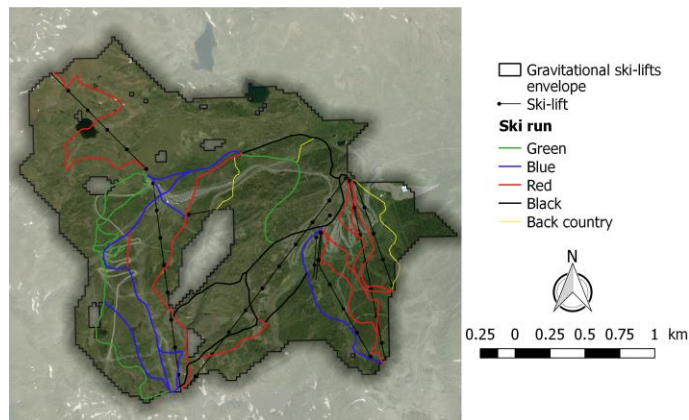 Gravitational ski-lifts
envelope
Ski-lift
Ski run
Green
Blue
Red
Black
Back country
N
0.25 0 0.25 0.5 0.75 1 km